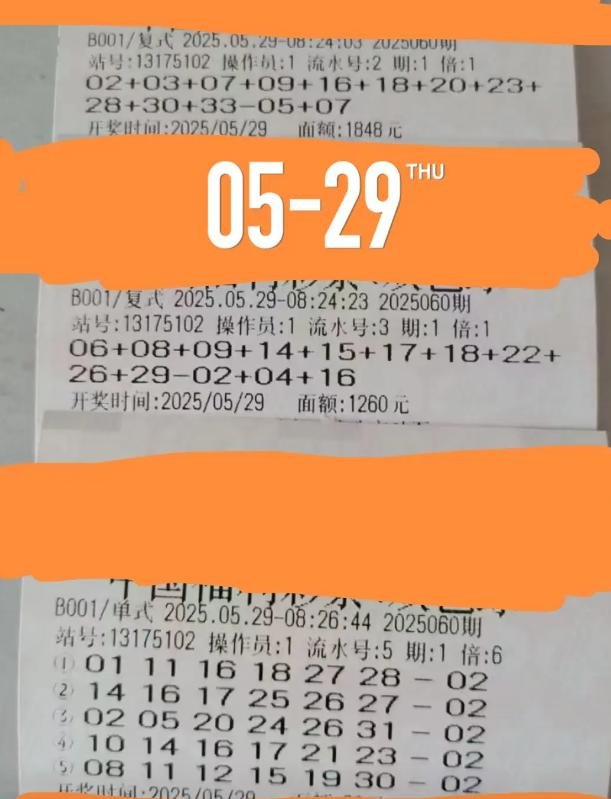 B001/复式 2025.05.29-08:24:03 2025060期
站号:13175102 操作员:1 流水号:2 期:1 倍:1
02+03+07+09+16+18+20+23+
28+30+33-05+07
开奖时间:2025/05/29 面额:1848元
05-29 THU
B001/复式 2025.05.29-08:24:23 2025060期
站号:13175102 操作员:1 流水号:3 期:1 倍:1
06+08+09+14+15+17+18+22+
26+29-02+04+16
开奖时间:2025/05/29 面额:1260元
中国福利彩票
B001/单式 2025.05.29-08:26:44 2025060期
站号:13175102 操作员:1 流水号:5 期:1 倍:6
① 01 11 16 18 27 28 - 02
② 14 16 17 25 26 27 - 02
③ 02 05 20 24 26 31 - 02
④ 10 14 16 17 21 23 - 02
⑤ 08 11 12 15 19 30 - 02
开奖时间:2025/05/29